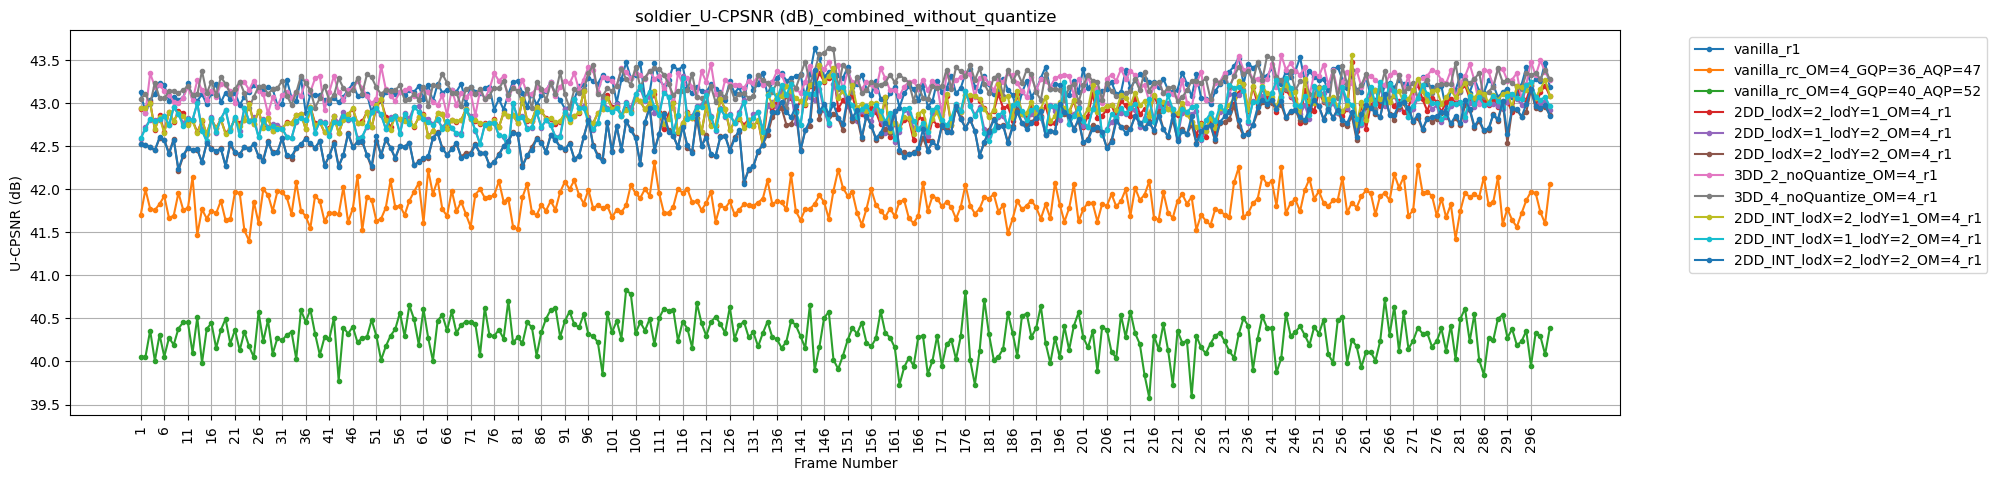 soldier_U-CPSNR (dB)_combined_without_quantize
U-CPSNR (dB)
43.5
43.0
42.5
42.0
41.5
41.0
40.5
40.0
39.5
1 6 11 16 21 26 31 36 41 46 51 56 61 66 71 76 81 86 91 96 101 106 111 116 121 126 131 136 141 146 151 156 161 166 171 176 181 186 191 196 201 206 211 216 221 226 231 236 241 246 251 256 261 266 271 276 281 286 291 296
Frame Number
vanilla_r1
vanilla_rc_OM=4_GQP=36_AQP=47
vanilla_rc_OM=4_GQP=40_AQP=52
2DD_lodX=2_lodY=1_OM=4_r1
2DD_lodX=1_lodY=2_OM=4_r1
2DD_lodX=2_lodY=2_OM=4_r1
3DD_2_noQuantize_OM=4_r1
3DD_4_noQuantize_OM=4_r1
2DD_INT_lodX=2_lodY=1_OM=4_r1
2DD_INT_lodX=1_lodY=2_OM=4_r1
2DD_INT_lodX=2_lodY=2_OM=4_r1